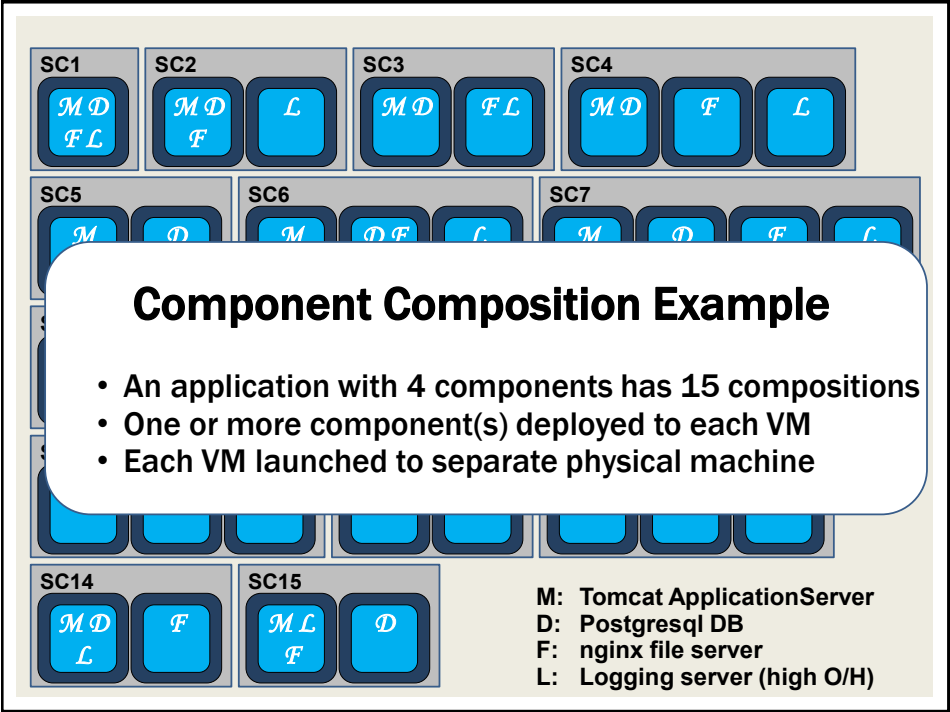 SC1 SC2 SC3 SC4
M D M D L M D F L M D F L
F L F
SC5 SC6 SC7
M D M D F L M D F L
Component Composition Example
• An application with 4 components has 15 compositions
• One or more component(s) deployed to each VM
• Each VM launched to separate physical machine
SC14 SC15
M D F M L D
L F
M: Tomcat ApplicationServer
D: Postgresql DB
F: nginx file server
L: Logging server (high O/H)